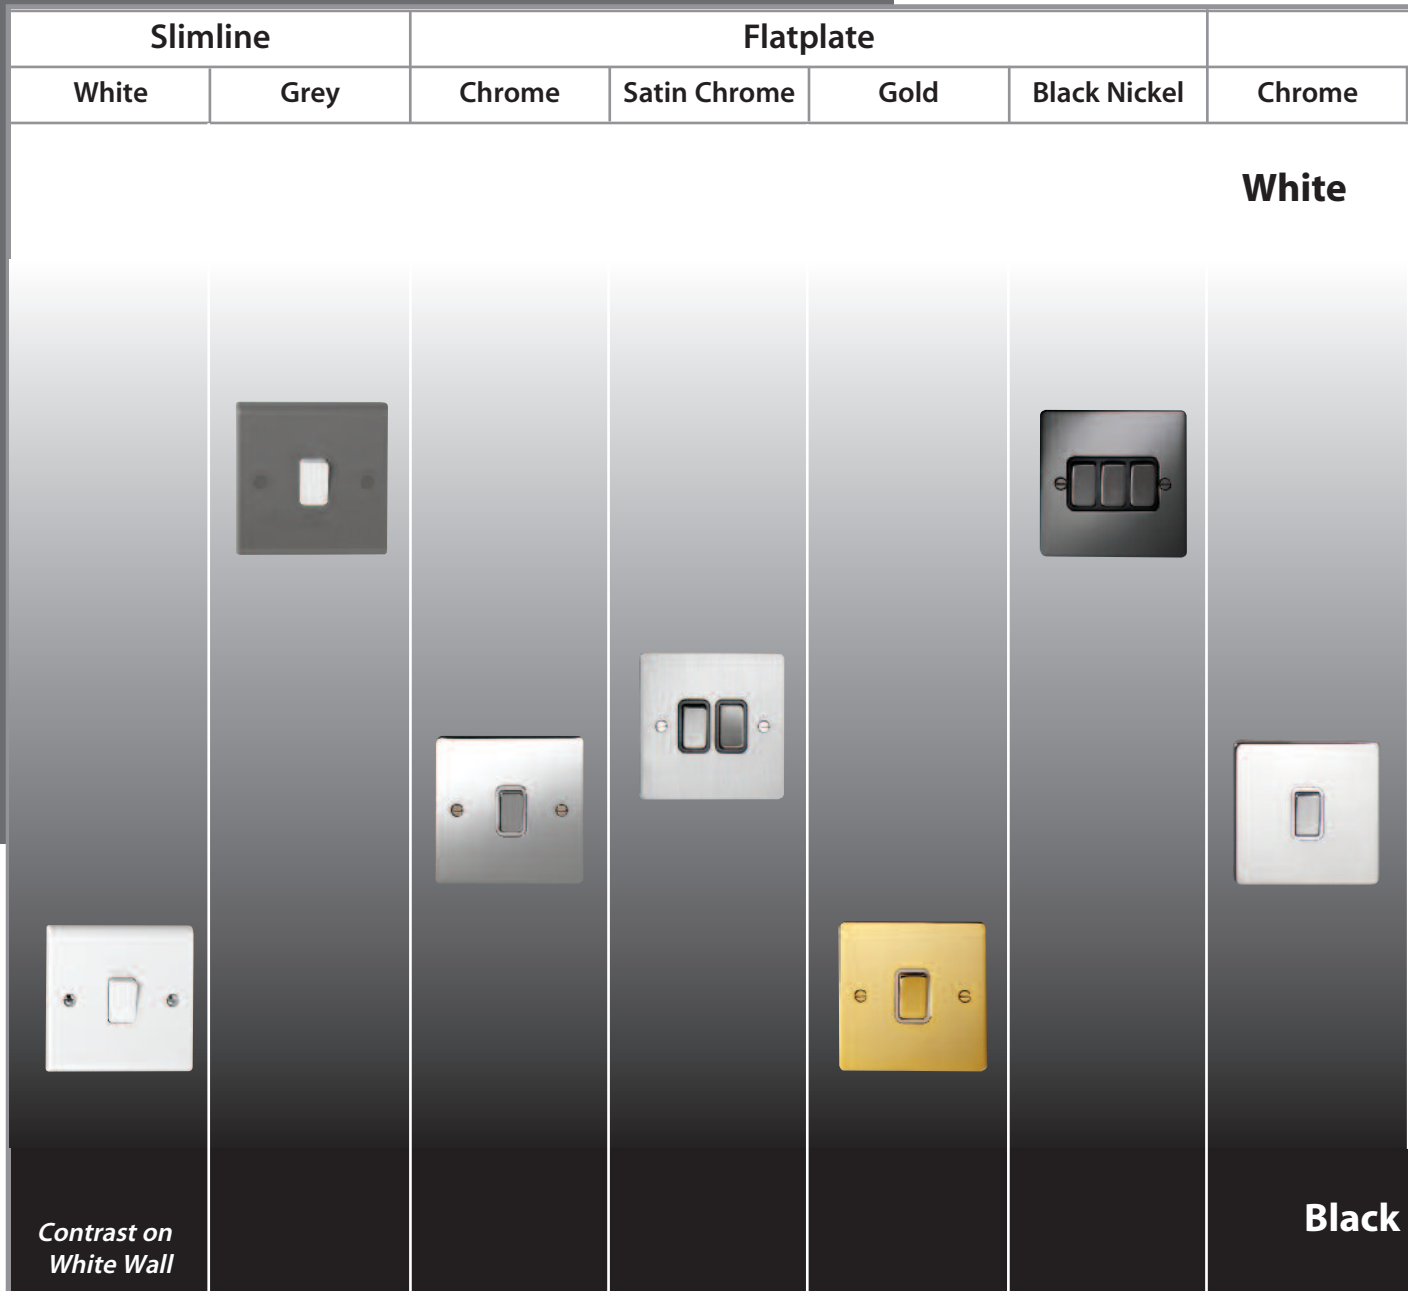 Slimline
Flatplate
White
Grey
Chrome
Satin Chrome
Gold
Black Nickel
Chrome
White
Contrast on
White Wall
Black